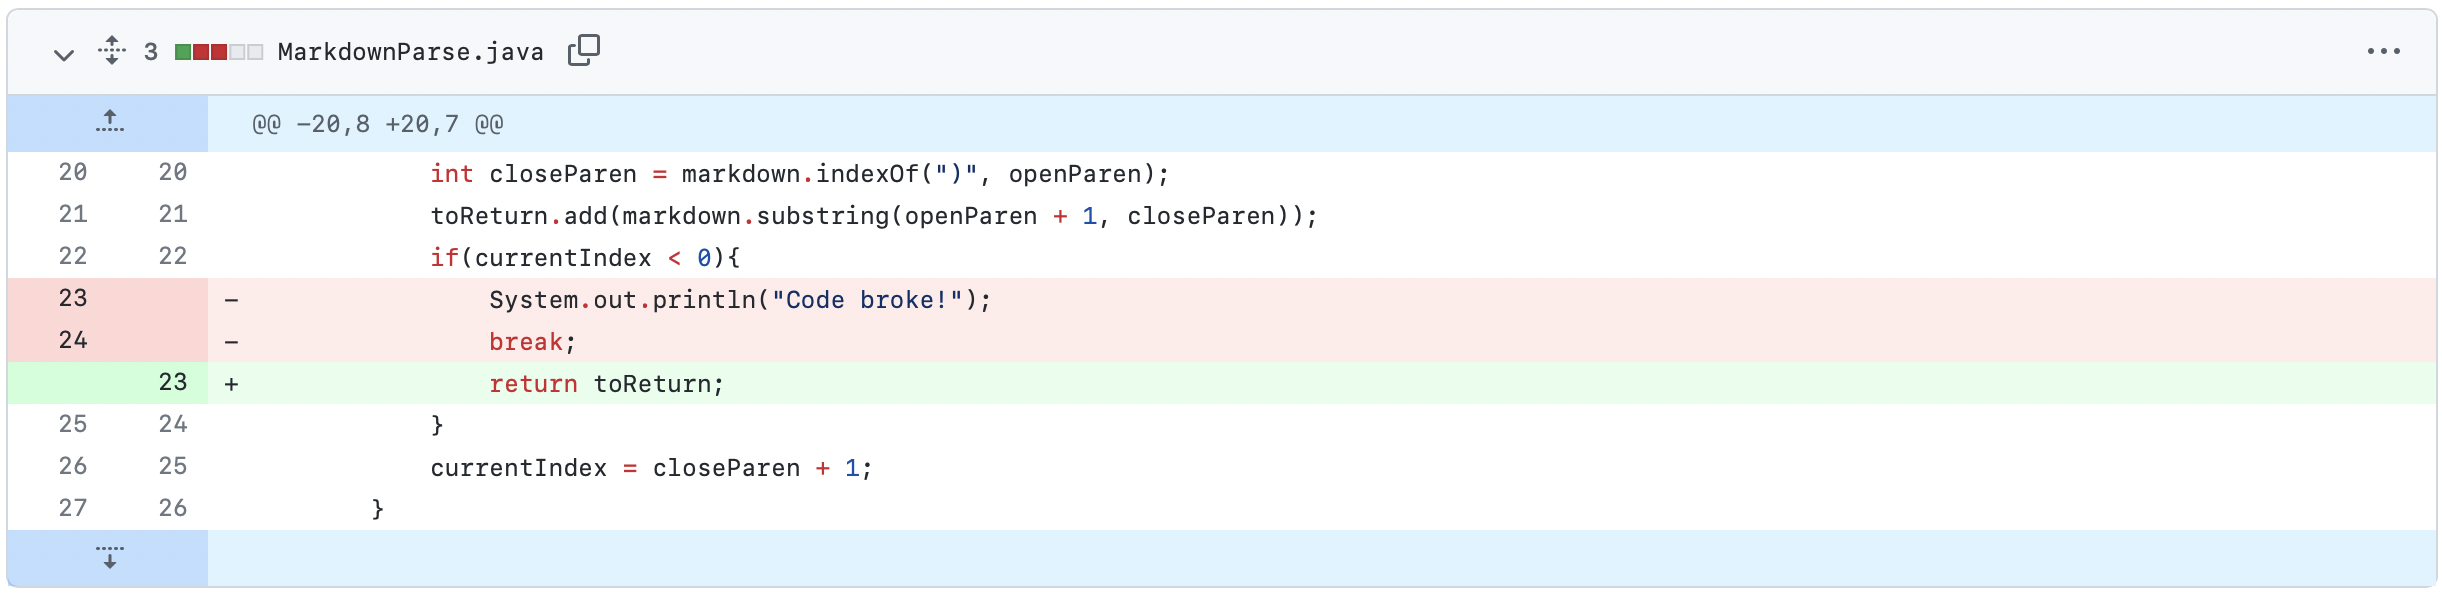 3 MarkdownParse.java
@@ -20,8 +20,7 @@
20 20 int closeParen = markdown.indexOf(")", openParen);
21 21 toReturn.add(markdown.substring(openParen + 1, closeParen));
22 22 if(currentIndex < 0){
23 - System.out.println("Code broke!");
24 - break;
23 + return toReturn;
25 24 }
26 25 currentIndex = closeParen + 1;
27 26 }